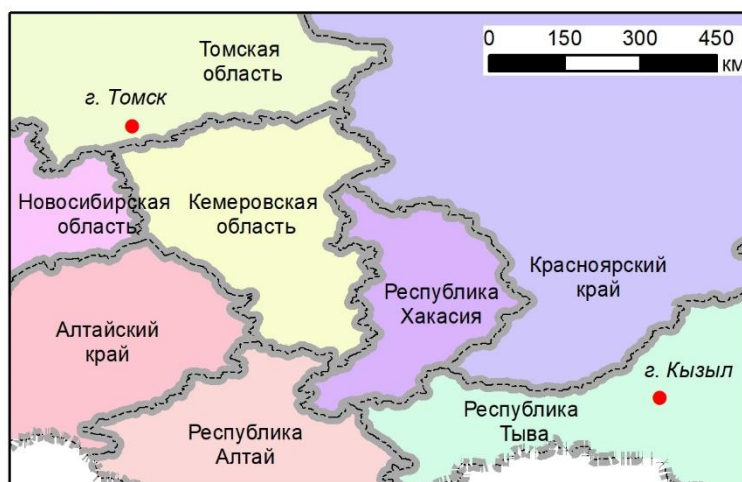 Томская
область
0 150 300 450
км
г. Томск
Новосибирская
область
Кемеровская
область
Красноярский
край
Республика
Хакасия
Алтайский
край
г. Кызыл
Республика
Тыва
Республика
Алтай